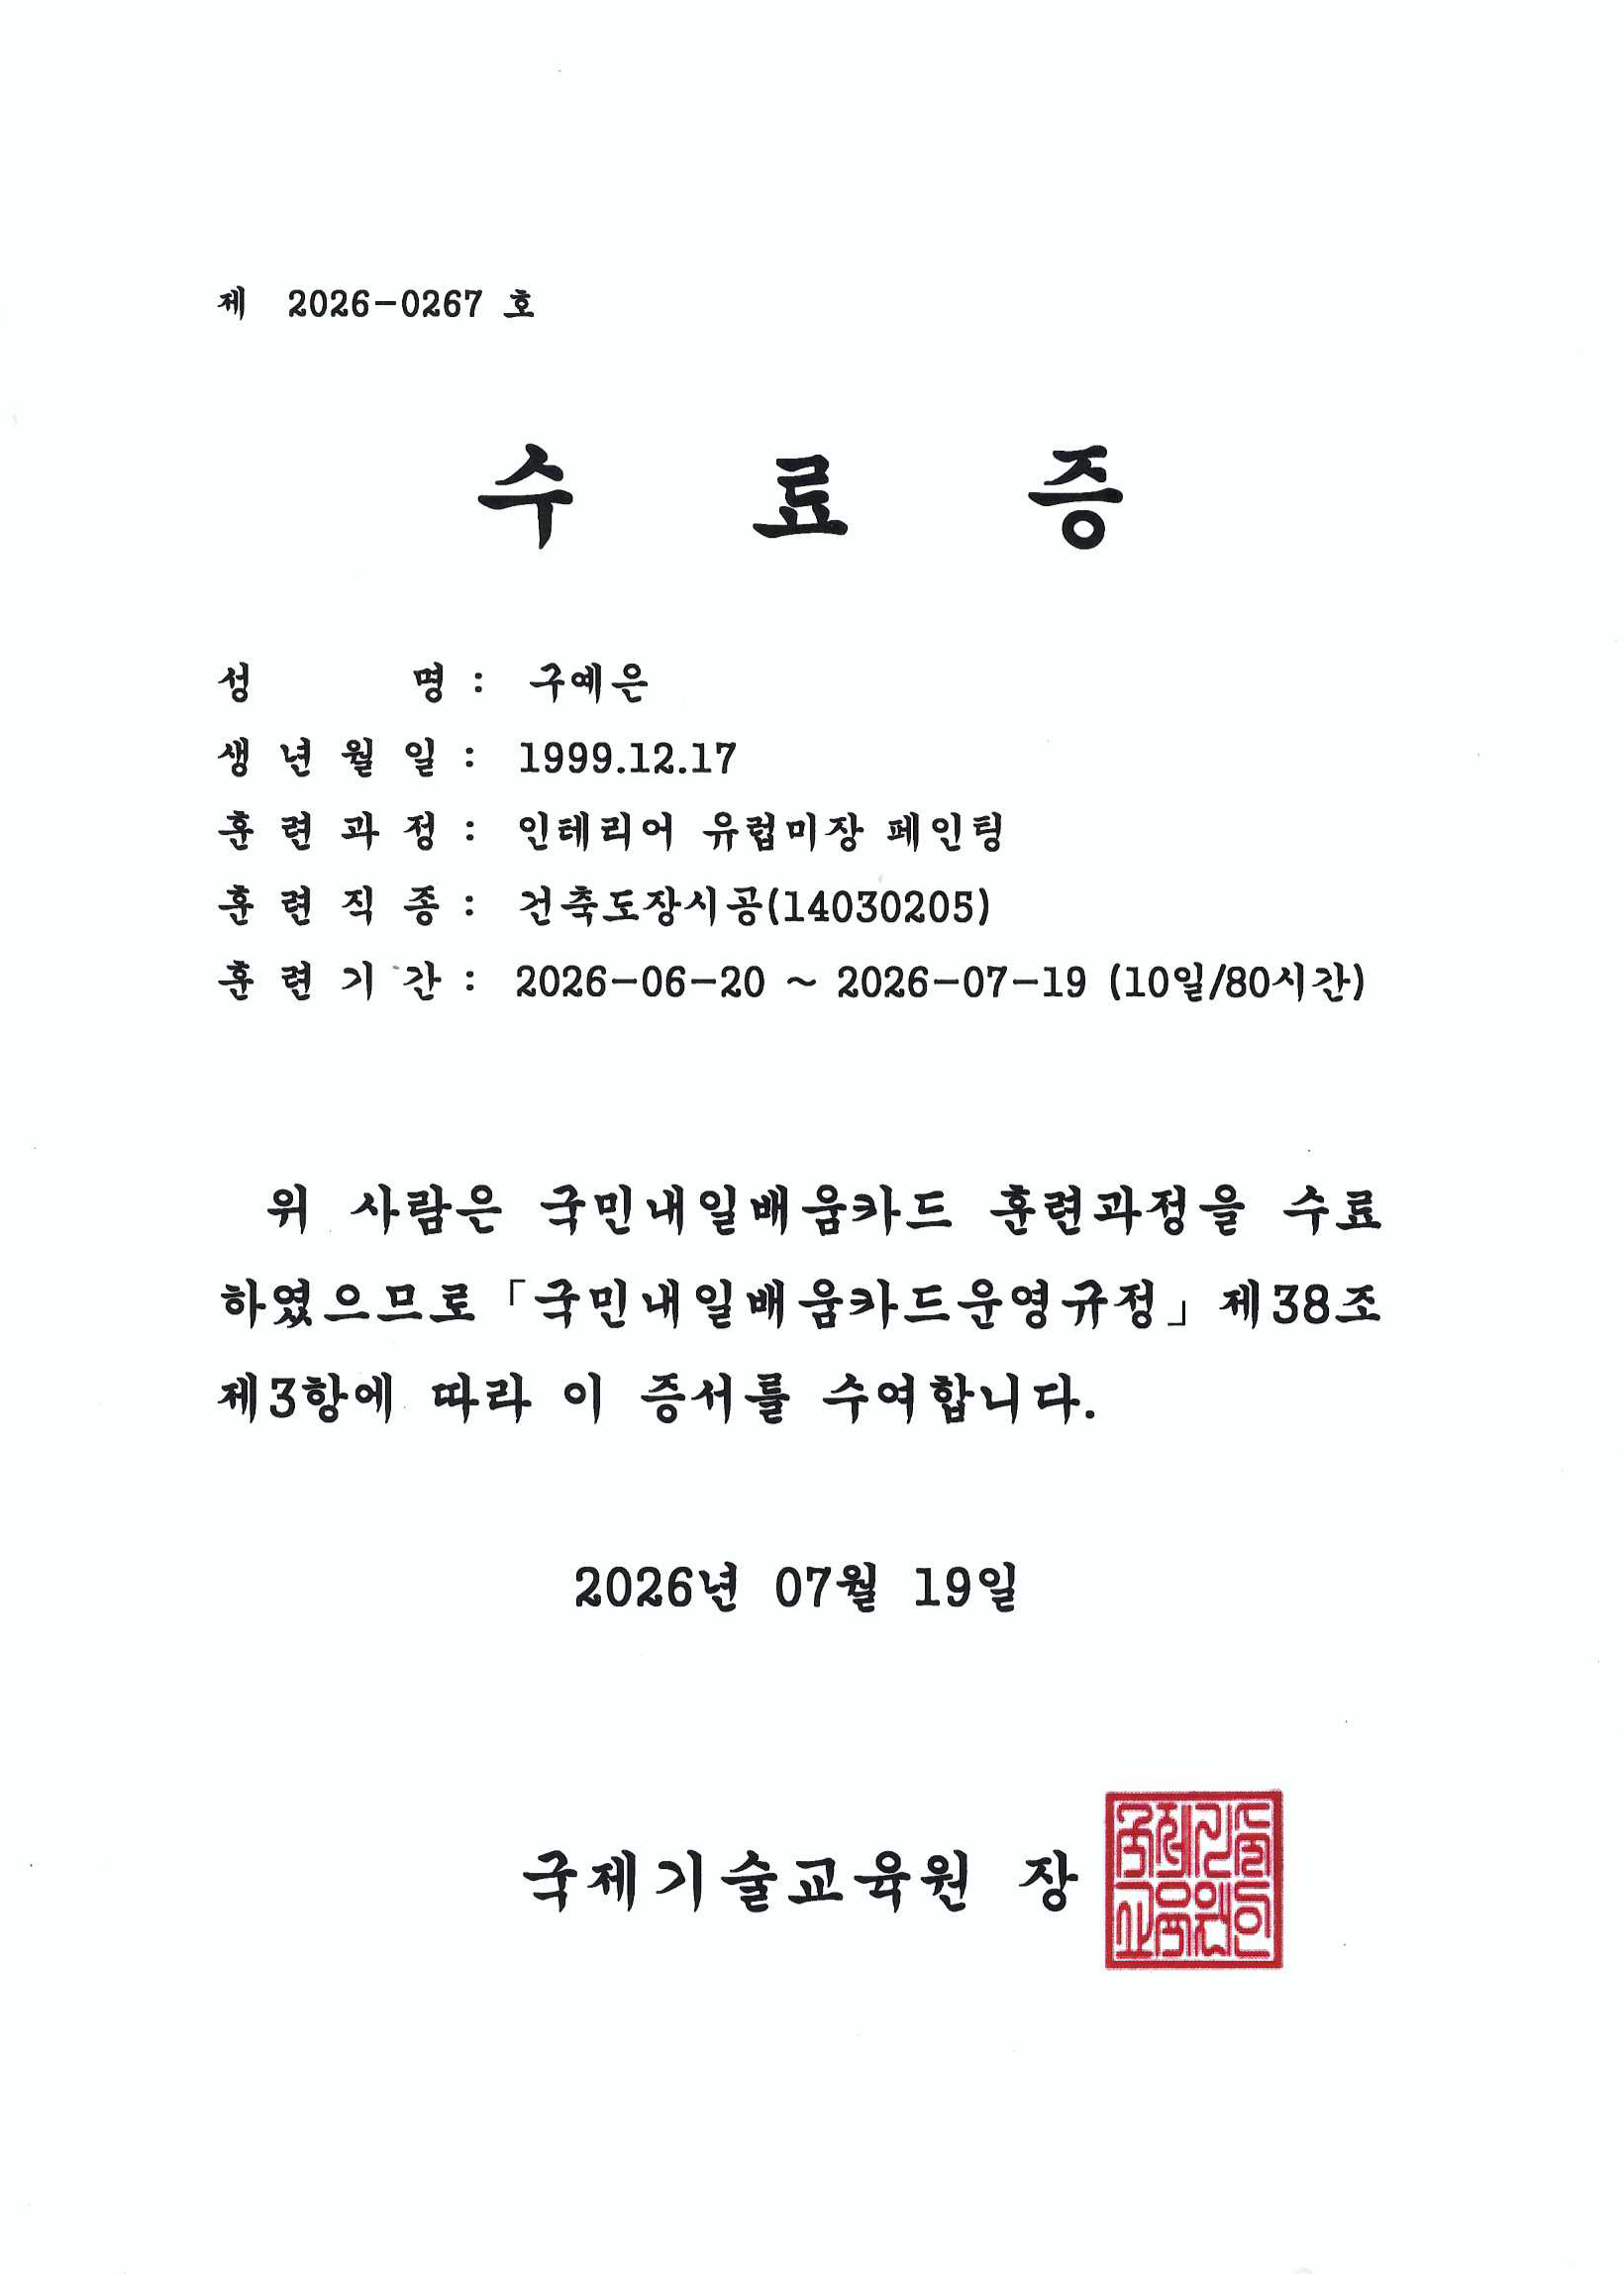 제 2026-0267 호
수 료 증
성 명 : 구예은
생 년 월 일 : 1999.12.17
훈 련 과 정 : 인테리어 유럽미장 페인팅
훈 련 직 종 : 건축도장시공(14030205)
훈 련 기 간 : 2026-06-20 ~ 2026-07-19 (10일/80시간)
위 사람은 국민내일배움카드 훈련과정을 수료
하였으므로「국민내일배움카드운영규정」제38조
제3항에 따라 이 증서를 수여합니다.
2026년 07월 19일
국제기술교육원 장